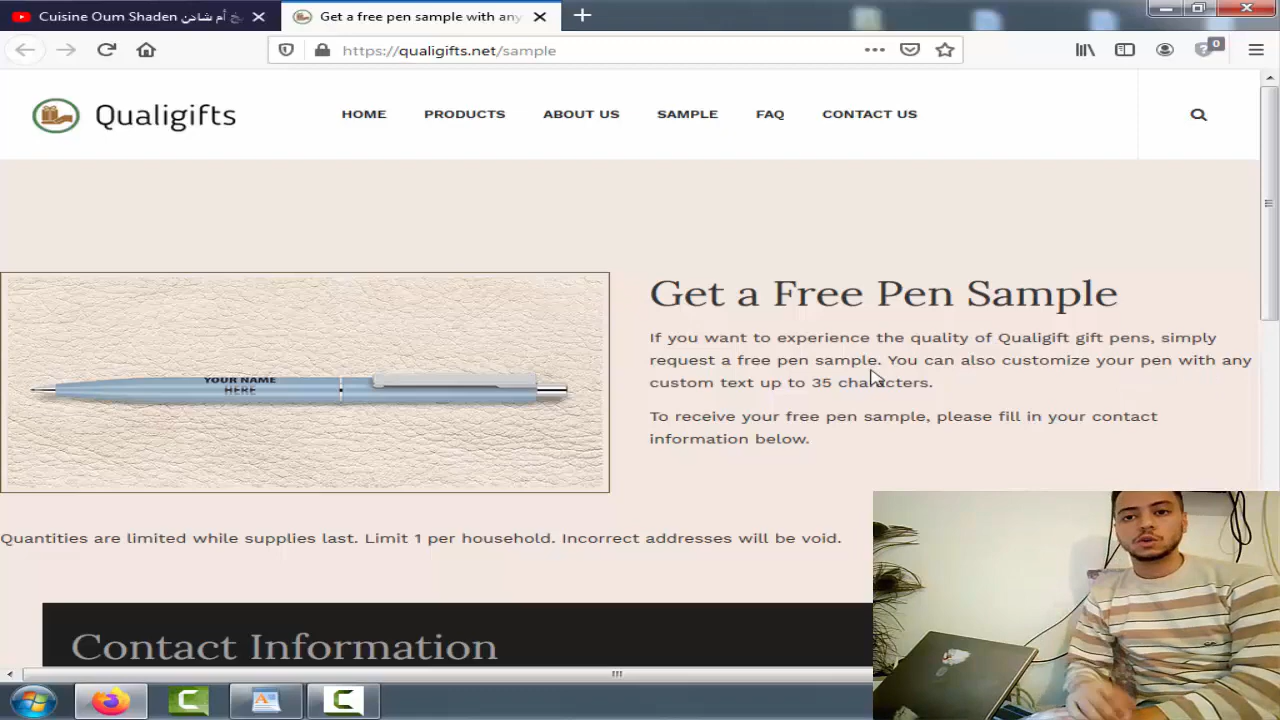 Cuisine Oum Shaden
Get a free pen sample with any
https://qualigifts.net/sample
0
Qualigifts
HOME
PRODUCTS
ABOUT US
SAMPLE
FAQ
CONTACT US
YOUR NAME
HERE
Get a Free Pen Sample
If you want to experience the quality of Qualigift gift pens, simply
request a free pen sample. You can also customize your pen with any
custom text up to 35 characters.
To receive your free pen sample, please fill in your contact
information below.
Quantities are limited while supplies last. Limit 1 per household. Incorrect addresses will be void.
Contact Information